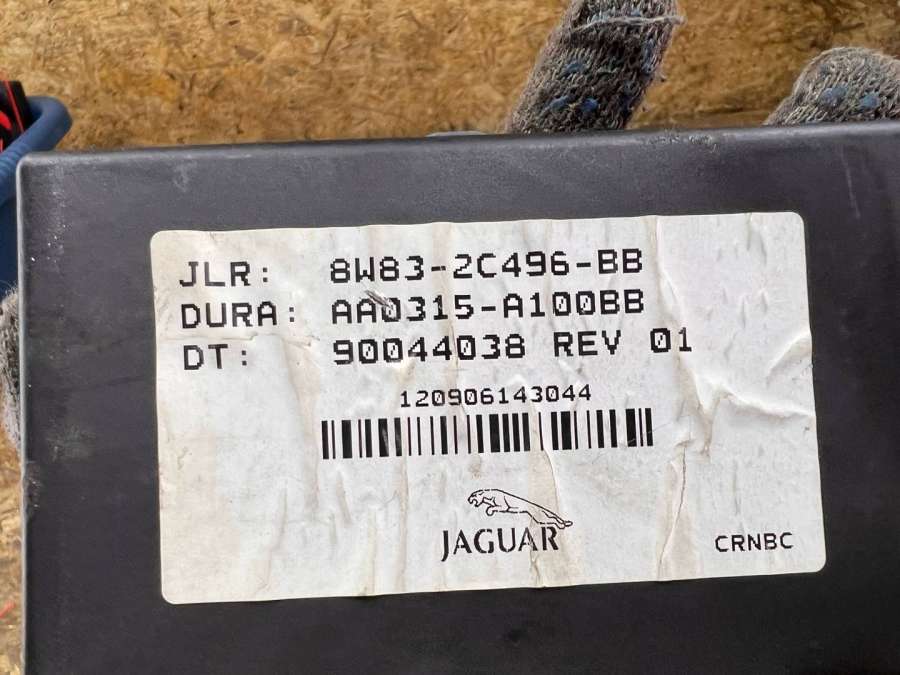 JLR: 8W83-2C496-BB
DURA: AA0315-A100BB
DT: 90044038 REV 01
120906143044
JAGUAR
CRNBC